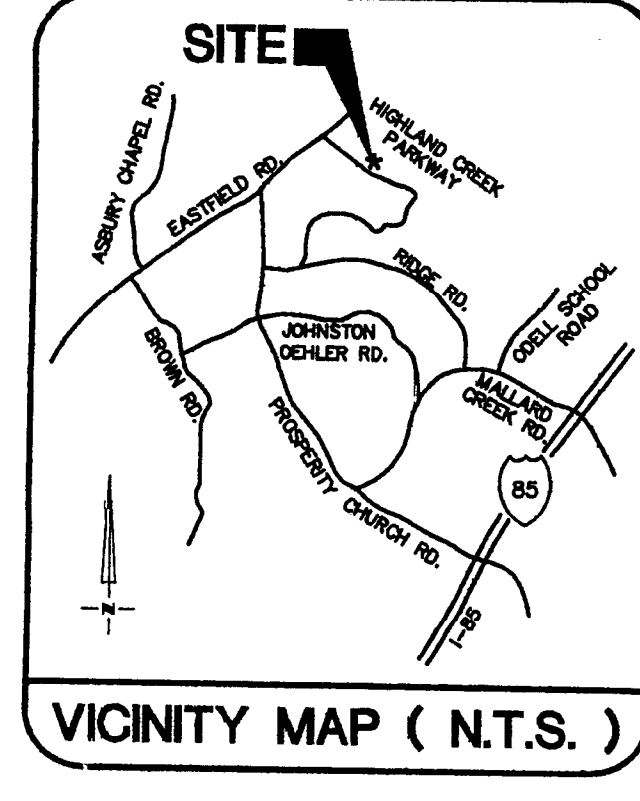 SITE
HIGHLAND CREEK
PARKWAY
ASBURY CHAPEL RD.
EASTFIELD RD.
RIDGE RD.
ODELL SCHOOL
ROAD
JOHNSTON
OEHLER RD.
BROWN RD.
MALLARD
CREEK RD.
PROSPERITY CHURCH RD.
85
N
I-85
VICINITY MAP ( N.T.S. )